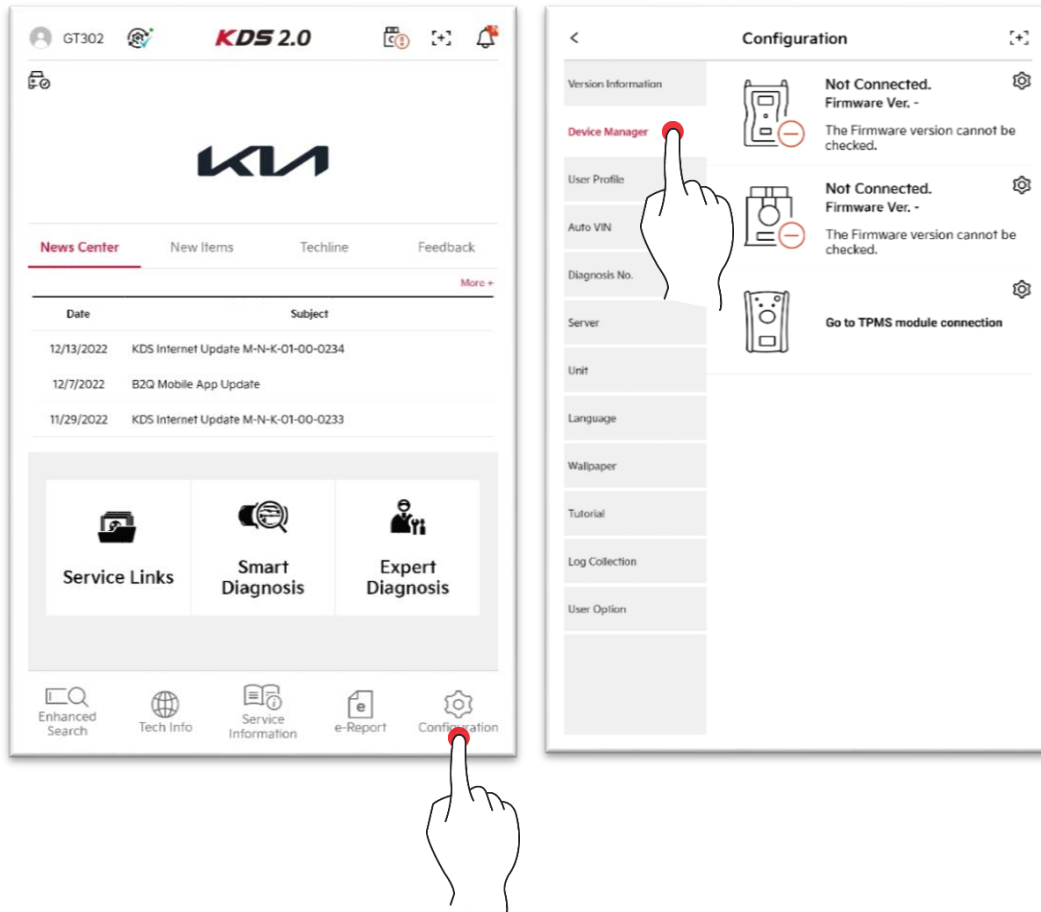 GT302
KDS 2.0
KIA
News Center New Items Techline Feedback
More +
Date Subject
12/13/2022 KDS Internet Update M-N-K-01-00-0234
12/7/2022 B2Q Mobile App Update
11/29/2022 KDS Internet Update M-N-K-01-00-0233
Service Links
Smart
Diagnosis
Expert
Diagnosis
Enhanced
Search
Tech Info
Service
Information
e
e-Report
Configuration
< Configuration [+]
Version Information
Device Manager
User Profile
Auto VIN
Diagnosis No.
Server
Unit
Language
Wallpaper
Tutorial
Log Collection
User Option
Not Connected.
Firmware Ver. -
The Firmware version cannot be
checked.
Not Connected.
Firmware Ver. -
The Firmware version cannot be
checked.
Go to TPMS module connection